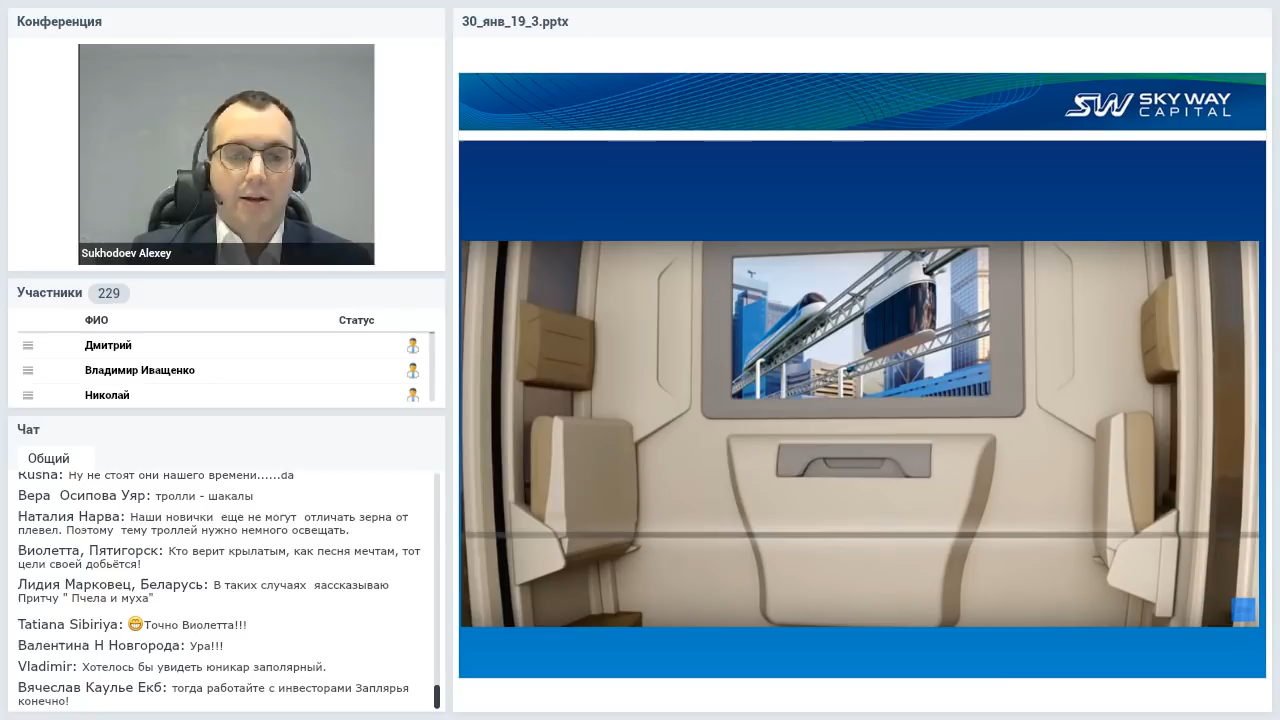 Конференция
30_янв_19_3.pptx
SW SKY WAY
CAPITAL
Sukhodoev Alexey
Участники 229
ФИО Статус
Дмитрий
Владимир Иващенко
Николай
Чат
Общий
Rusha: Ну не стоят они нашего времени......da
Вера Осипова Уяр: тролли - шакалы
Наталия Нарва: Наши новички еще не могут отличать зерна от
плевел. Поэтому тему троллей нужно немного освещать.
Виолетта, Пятигорск: Кто верит крылатым, как песня мечтам, тот
цели своей добьётся!
Лидия Марковец, Беларусь: В таких случаях яассказываю
Притчу " Пчела и муха"
Tatiana Sibiriya: Точно Виолетта!!!
Валентина Н Новгорода: Ура!!!
Vladimir: Хотелось бы увидеть юникар заполярный.
Вячеслав Каулье Екб: тогда работайте с инвесторами Заплярья
конечно!